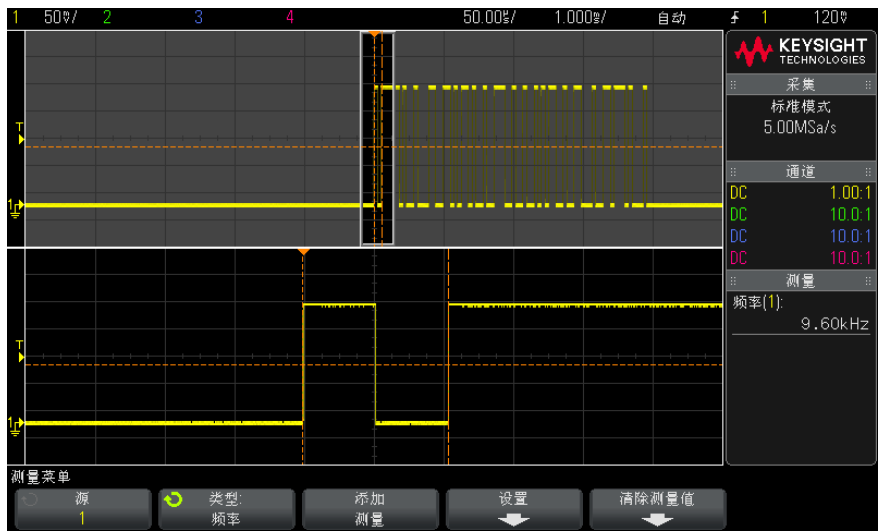 1 50V/ 2 3 4 50.00µs/ 1.000ms/ 自动 1 120V
KEYSIGHT
TECHNOLOGIES
采集
标准模式
5.00MSa/s
通道
DC 1.00:1
DC 10.0:1
DC 10.0:1
DC 10.0:1
测量
频率(1):
9.60kHz
T
1
T
1
测量菜单
源
1
类型:
频率
添加
测量
设置
清除测量值